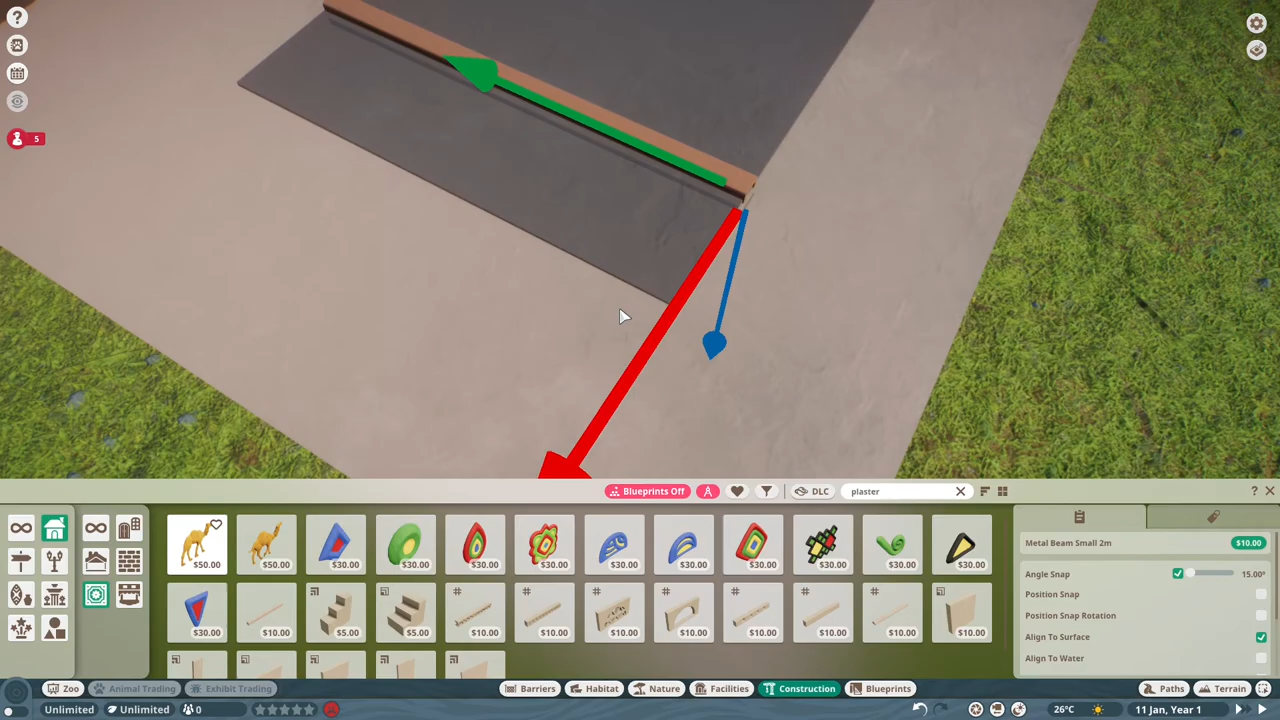 ?
5
Blueprints Off
DLC
plaster
?
$50.00
$50.00
$30.00
$30.00
$30.00
$30.00
$30.00
$30.00
$30.00
$30.00
$30.00
$30.00
$30.00
$10.00
$5.00
$5.00
$10.00
$10.00
$10.00
$10.00
$10.00
$10.00
$10.00
$10.00
Metal Beam Small 2m
$10.00
Angle Snap
15.00°
Position Snap
Position Snap Rotation
Align To Surface
Align To Water
Zoo
Animal Trading
Exhibit Trading
Barriers
Habitat
Nature
Facilities
Construction
Blueprints
Paths
Terrain
Unlimited
Unlimited
0
26°C
11 Jan, Year 1